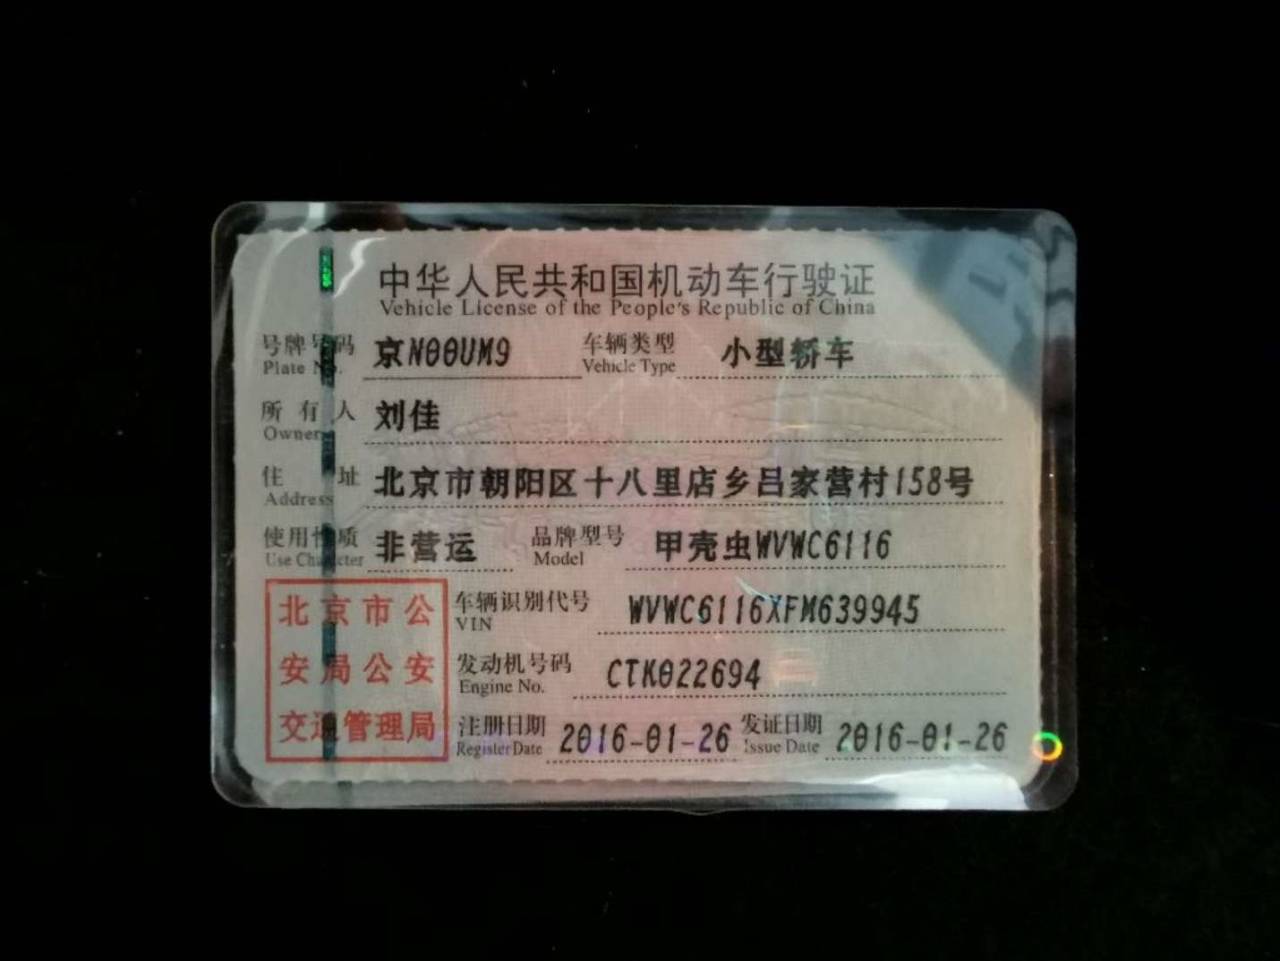 中华人民共和国机动车行驶证
Vehicle License of the People's Republic of China
号牌号码 京N00UM9 车辆类型 小型轿车
Plate No. Vehicle Type
所有人 刘佳
Owner
住址 北京市朝阳区十八里店乡吕家营村158号
Address
使用性质 非营运 品牌型号 甲壳虫WVWC6116
Use Character Model
北京市公 车辆识别代号 WVWC6116XFM639945
VIN
安局公安 发动机号码 CTK022694
Engine No.
交通管理局 注册日期 2016-01-26 发证日期 2016-01-26
Register Date Issue Date